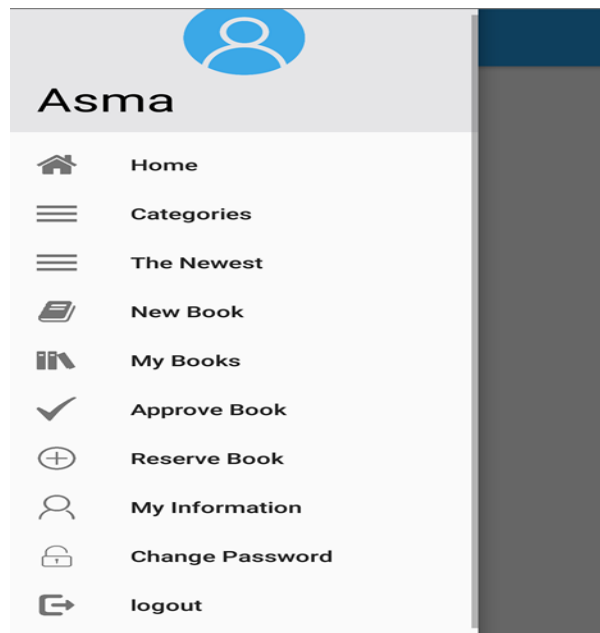 Asma
Home
Categories
The Newest
New Book
My Books
Approve Book
Reserve Book
My Information
Change Password
logout